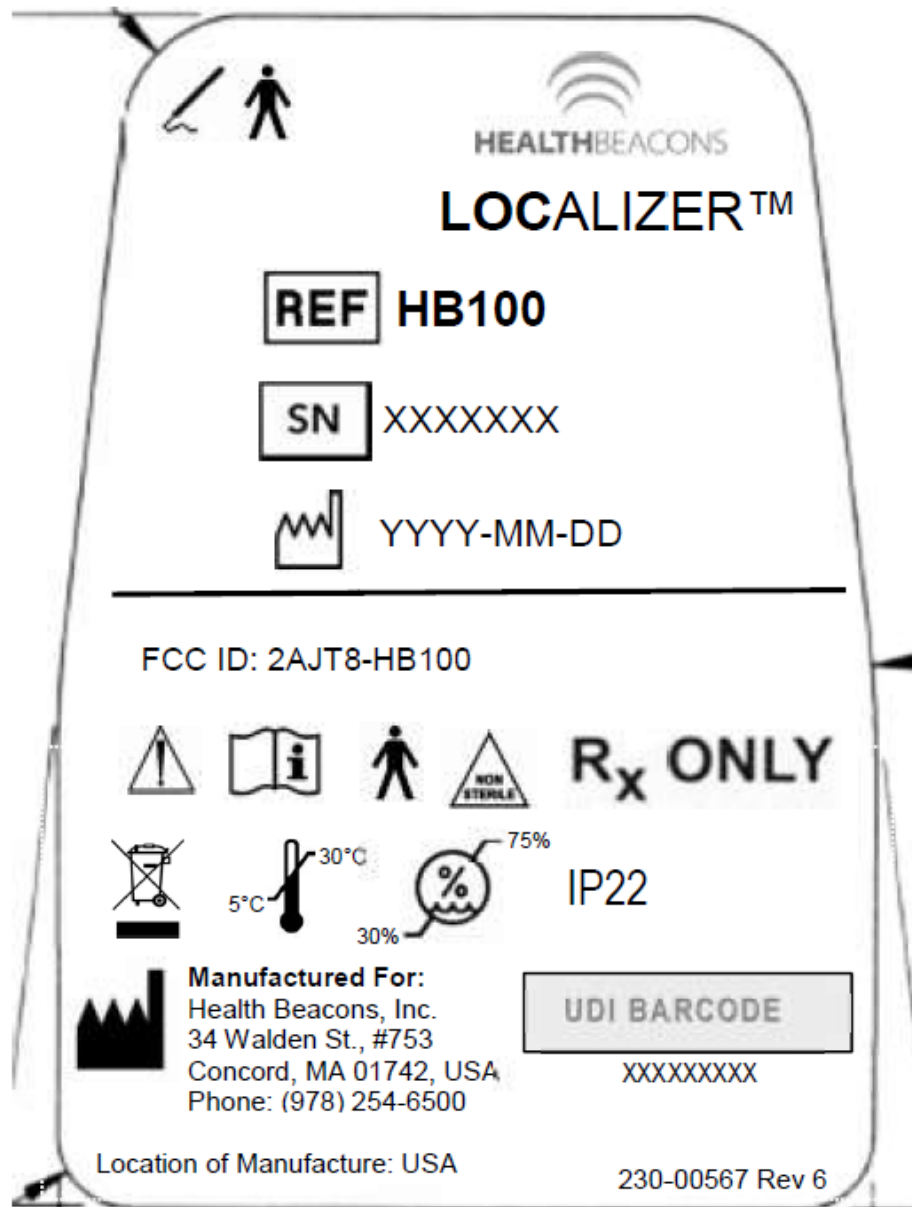 HEALTHBEACONS
LOCALIZER™
REF HB100
SN XXXXXXX
YYYY-MM-DD
FCC ID: 2AJT8-HB100
i
NON
STERILE
Rx ONLY
5°C
30°C
%
30%
75%
IP22
Manufactured For:
Health Beacons, Inc.
34 Walden St., #753
Concord, MA 01742, USA
Phone: (978) 254-6500
UDI BARCODE
XXXXXXXXX
Location of Manufacture: USA
230-00567 Rev 6